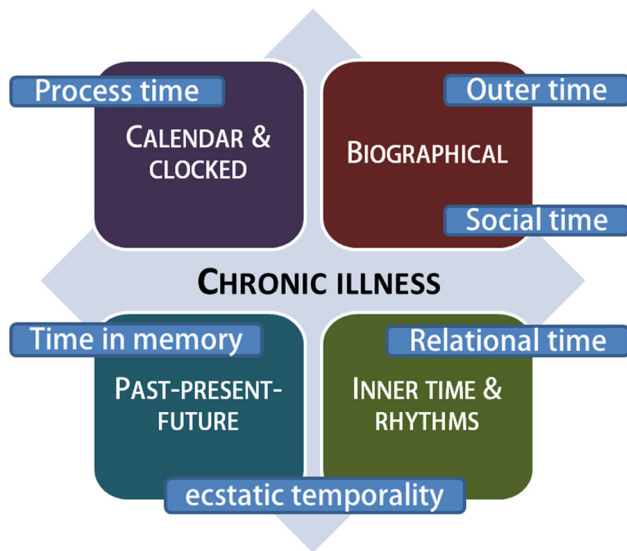 Process time
Outer time
CALENDAR &
CLOCKED
BIOGRAPHICAL
Social time
CHRONIC ILLNESS
Time in memory
Relational time
PAST-PRESENT-
FUTURE
INNER TIME &
RHYTHMS
ecstatic temporality